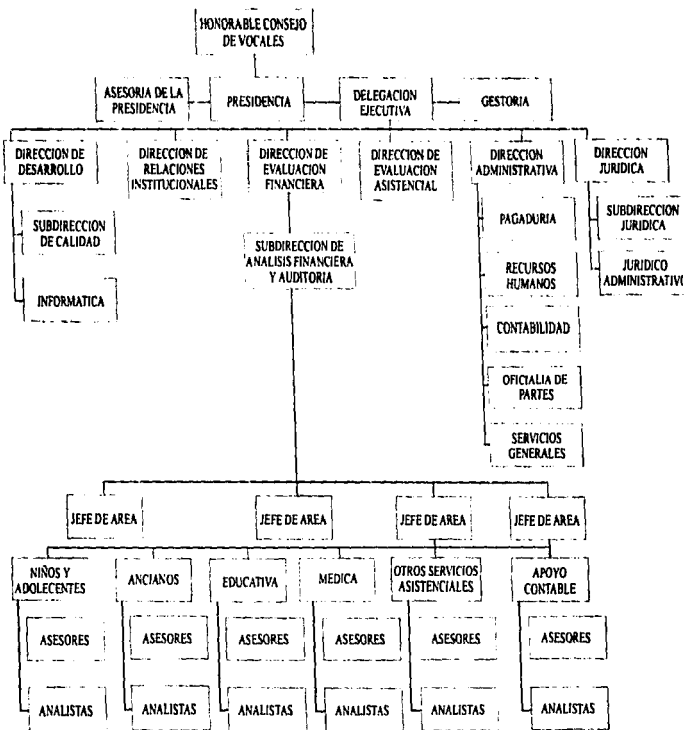 HONORABLE CONSEJO
DE VOCALES
ASESORIA DE LA
PRESIDENCIA
PRESIDENCIA
DELEGACION
EJECUTIVA
GESTORIA
DIRECCION DE
DESARROLLO
DIRECCION DE
RELACIONES
INSTITUCIONALES
DIRECCION DE
EVALUACION
FINANCIERA
DIRECCION DE
EVALUACION
ASISTENCIAL
DIRECCION
ADMINISTRATIVA
DIRECCION
JURIDICA
SUBDIRECCION
DE CALIDAD
INFORMATICA
SUBDIRECCION DE
ANALISIS FINANCIERA
Y AUDITORIA
PAGADURIA
RECURSOS
HUMANOS
CONTABILIDAD
OFICIALIA DE
PARTES
SERVICIOS
GENERALES
SUBDIRECCION
JURIDICA
JURIDICO
ADMINISTRATIVO
JEFE DE AREA
JEFE DE AREA
JEFE DE AREA
JEFE DE AREA
NIÑOS Y
ADOLECENTES
ANCIANOS
EDUCATIVA
MEDICA
OTROS SERVICIOS
ASISTENCIALES
APOYO
CONTABLE
ASESORES
ASESORES
ASESORES
ASESORES
ASESORES
ASESORES
ANALISTAS
ANALISTAS
ANALISTAS
ANALISTAS
ANALISTAS
ANALISTAS